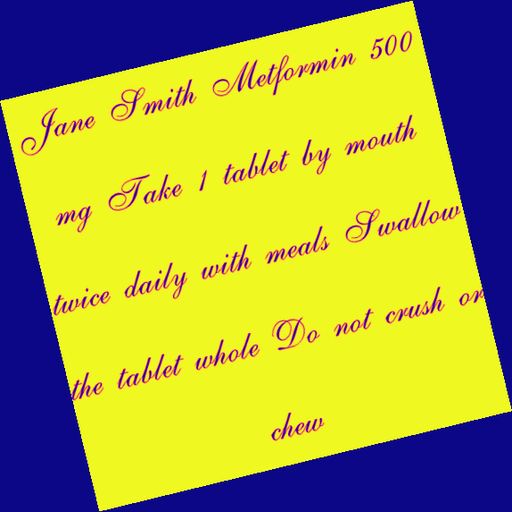 Jane Smith Metformin 500
mg Take 1 tablet by mouth
twice daily with meals Swallow
the tablet whole Do not crush or
chew